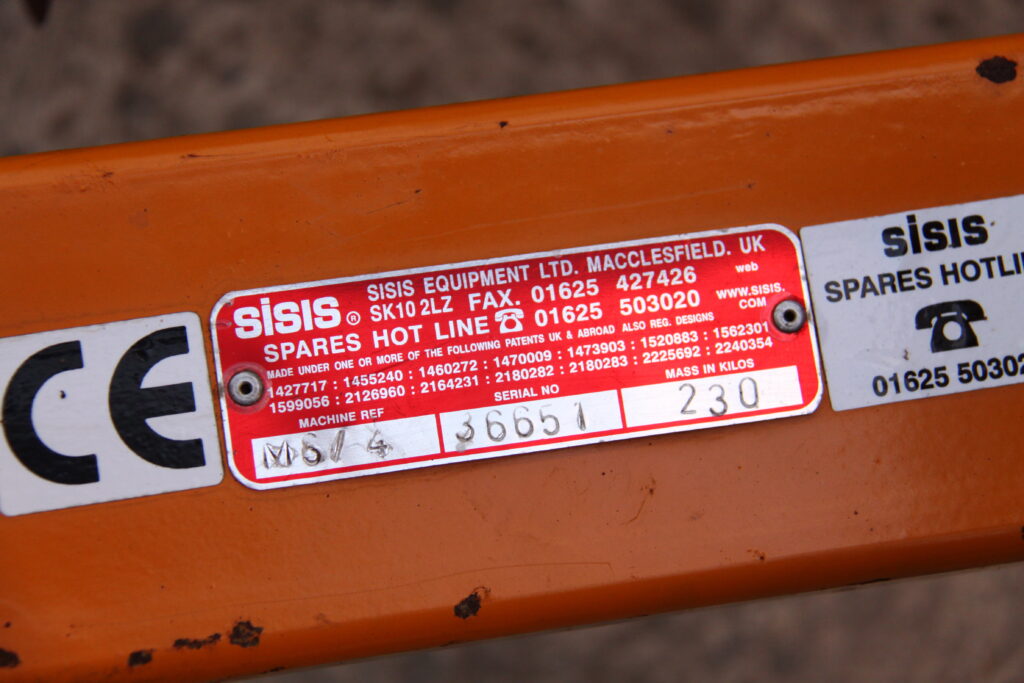 CE
SiSiS ®
SISIS EQUIPMENT LTD. MACCLESFIELD. UK
SK10 2LZ FAX. 01625 427426
SPARES HOT LINE ☎ 01625 503020
web
WWW.SISIS.
COM
MADE UNDER ONE OR MORE OF THE FOLLOWING PATENTS UK & ABROAD ALSO REG. DESIGNS
1427717 : 1455240 : 1460272 : 1470009 : 1473903 : 1520883 : 1562301
1599056 : 2126960 : 2164231 : 2180282 : 2180283 : 2225692 : 2240354
MACHINE REF SERIAL NO MASS IN KILOS
6/4 36651 230
SiSiS
SPARES HOTLI
☎
01625 50302